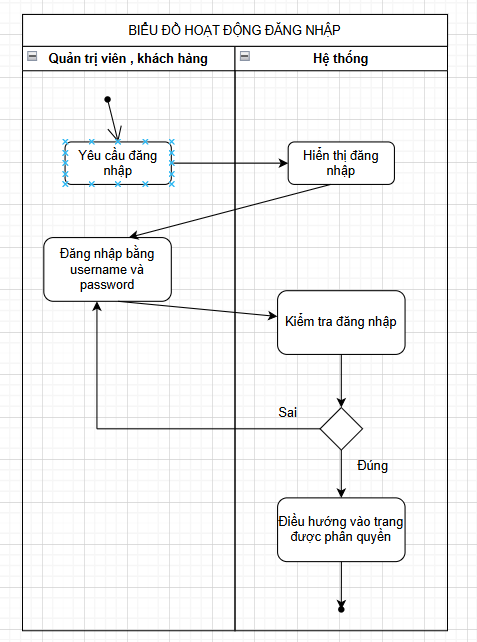 BIỂU ĐỒ HOẠT ĐỘNG ĐĂNG NHẬP
Quản trị viên , khách hàng
Hệ thống
Yêu cầu đăng
nhập
Hiển thị đăng
nhập
Đăng nhập bằng
username và
password
Kiểm tra đăng nhập
Sai
Đúng
Điều hướng vào trang
được phân quyền